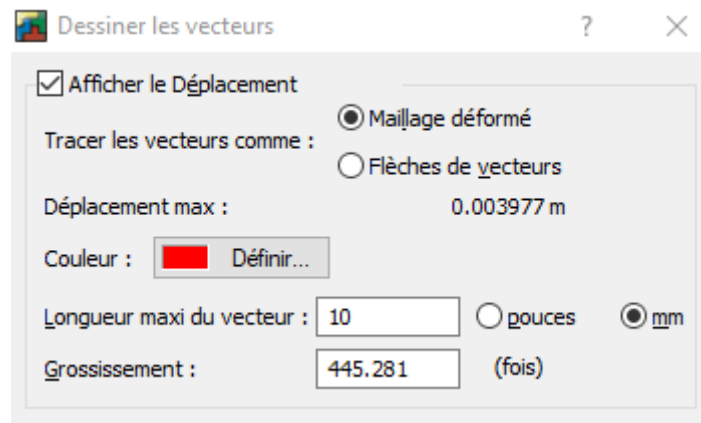 Dessiner les vecteurs ?
Afficher le Déplacement
Tracer les vecteurs comme :
Maillage déformé
Flèches de vecteurs
Déplacement max : 0.003977 m
Couleur : Définir...
Longueur maxi du vecteur : 10 pouces mm
Grossissement : 445.281 (fois)